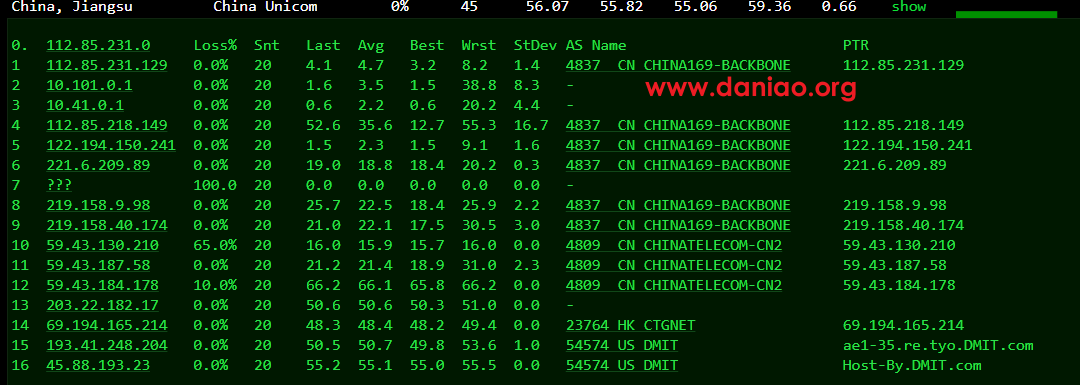 China, Jiangsu China Unicom 0% 45 56.07 55.82 55.06 59.36 0.66 show
0. 112.85.231.0 Loss% Snt Last Avg Best Wrst StDev AS Name PTR
1 112.85.231.129 0.0% 20 4.1 4.7 3.2 8.2 1.4 4837 CN CHINA169-BACKBONE 112.85.231.129
2 10.101.0.1 0.0% 20 1.6 3.5 1.5 38.8 8.3 -
www.daniao.org
3 10.41.0.1 0.0% 20 0.6 2.2 0.6 20.2 4.4 -
4 112.85.218.149 0.0% 20 52.6 35.6 12.7 55.3 16.7 4837 CN CHINA169-BACKBONE 112.85.218.149
5 122.194.150.241 0.0% 20 1.5 2.3 1.5 9.1 1.6 4837 CN CHINA169-BACKBONE 122.194.150.241
6 221.6.209.89 0.0% 20 19.0 18.8 18.4 20.2 0.3 4837 CN CHINA169-BACKBONE 221.6.209.89
7 ??? 100.0 20 0.0 0.0 0.0 0.0 0.0 -
8 219.158.9.98 0.0% 20 25.7 22.5 18.4 25.9 2.2 4837 CN CHINA169-BACKBONE 219.158.9.98
9 219.158.40.174 0.0% 20 21.0 22.1 17.5 30.5 3.0 4837 CN CHINA169-BACKBONE 219.158.40.174
10 59.43.130.210 65.0% 20 16.0 15.9 15.7 16.0 0.0 4809 CN CHINATELECOM-CN2 59.43.130.210
11 59.43.187.58 0.0% 20 21.2 21.4 18.9 31.0 2.3 4809 CN CHINATELECOM-CN2 59.43.187.58
12 59.43.184.178 10.0% 20 66.2 66.1 65.8 66.2 0.0 4809 CN CHINATELECOM-CN2 59.43.184.178
13 203.22.182.17 0.0% 20 50.6 50.6 50.3 51.0 0.0 -
14 69.194.165.214 0.0% 20 48.3 48.4 48.2 49.4 0.0 23764 HK CTGNET 69.194.165.214
15 193.41.248.204 0.0% 20 50.5 50.7 49.8 53.6 1.0 54574 US DMIT ae1-35.re.tyo.DMIT.com
16 45.88.193.23 0.0% 20 55.2 55.1 55.0 55.5 0.0 54574 US DMIT Host-By.DMIT.com